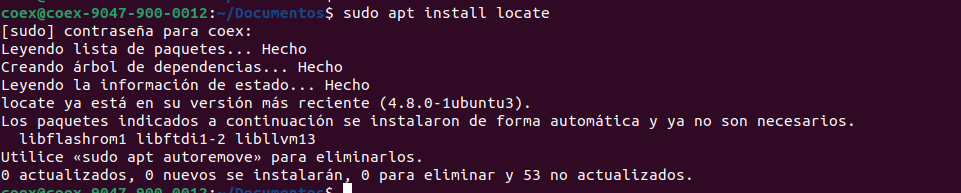 coex@coex-9047-900-0012:~/Documentos$ sudo apt install locate
[sudo] contraseña para coex:
Leyendo lista de paquetes... Hecho
Creando árbol de dependencias... Hecho
Leyendo la información de estado... Hecho
locate ya está en su versión más reciente (4.8.0-1ubuntu3).
Los paquetes indicados a continuación se instalaron de forma automática y ya no son necesarios.
  libflashrom1 libftdi1-2 libllvm13
Utilice «sudo apt autoremove» para eliminarlos.
0 actualizados, 0 nuevos se instalarán, 0 para eliminar y 53 no actualizados.
coex@coex-9047-900-0012:~/Documentos$